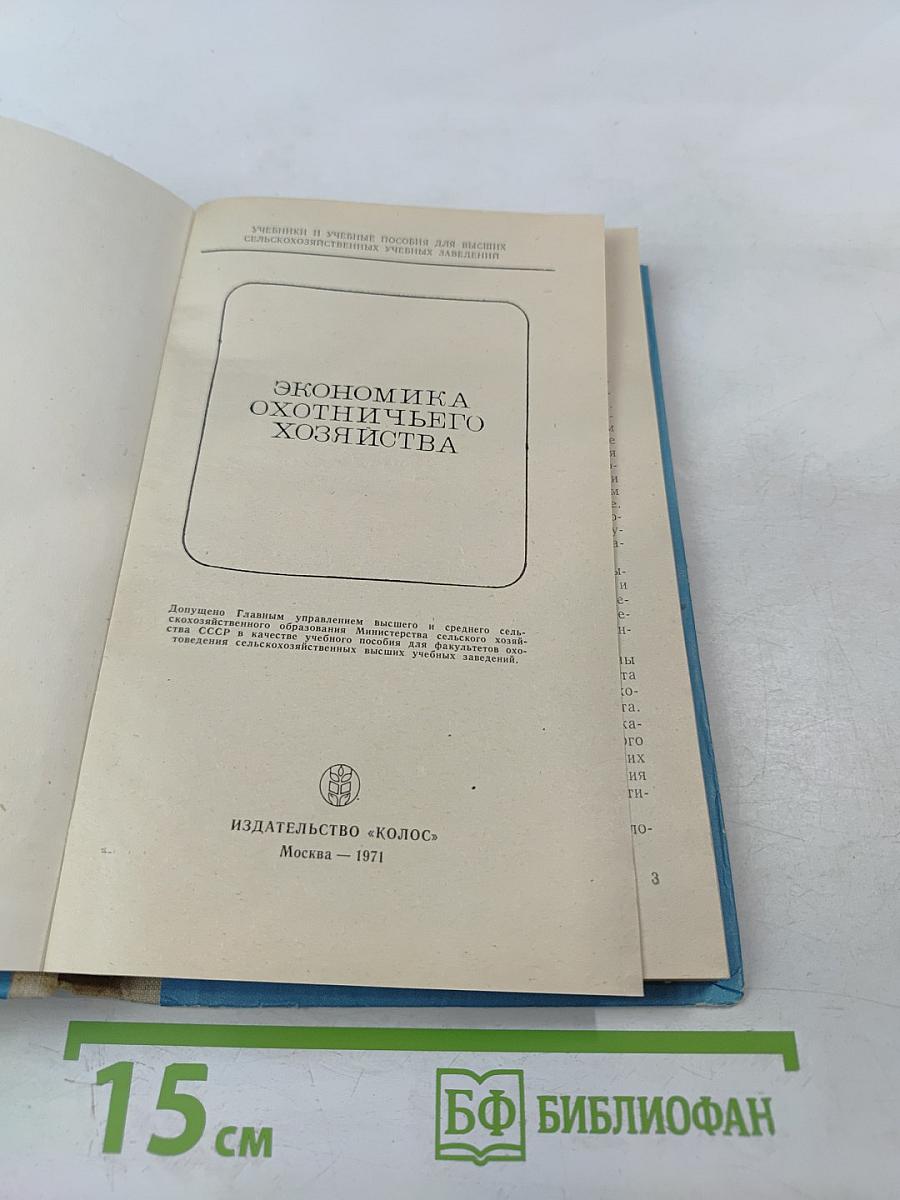 УЧЕБНИКИ И УЧЕБНЫЕ ПОСОБИЯ ДЛЯ ВЫСШИХ
СЕЛЬСКОХОЗЯЙСТВЕННЫХ УЧЕБНЫХ ЗАВЕДЕНИЙ
ЭКОНОМИКА
ОХОТНИЧЬЕГО
ХОЗЯЙСТВА
Допущено Главным управлением высшего и среднего сель-
скохозяйственного образования Министерства сельского хозяй-
ства СССР в качестве учебного пособия для факультетов охо-
товедения сельскохозяйственных высших учебных заведений.
ИЗДАТЕЛЬСТВО «КОЛОС»
Москва — 1971
3
15 см
БФ БИБЛИОФАН